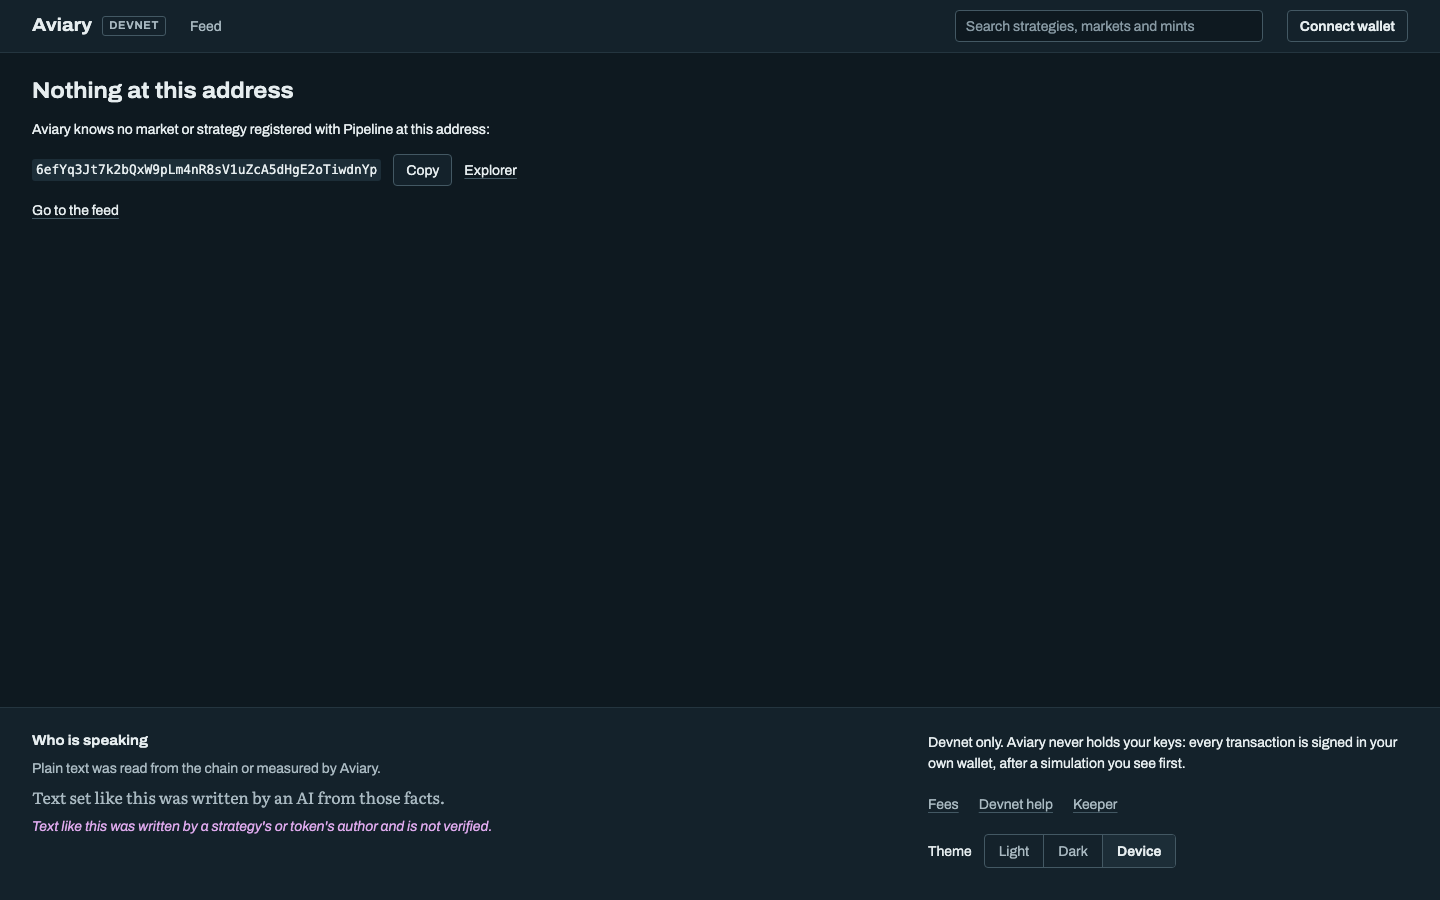 Aviary DEVNET Feed Search strategies, markets and mints Connect wallet
Nothing at this address
Aviary knows no market or strategy registered with Pipeline at this address:
6efYq3Jt7k2bQxW9pLm4nR8sV1uZcA5dHgE2oTiwdnYp Copy Explorer
Go to the feed
Who is speaking
Plain text was read from the chain or measured by Aviary.
Text set like this was written by an AI from those facts.
Text like this was written by a strategy's or token's author and is not verified.
Devnet only. Aviary never holds your keys: every transaction is signed in your
own wallet, after a simulation you see first.
Fees Devnet help Keeper
Theme Light Dark Device